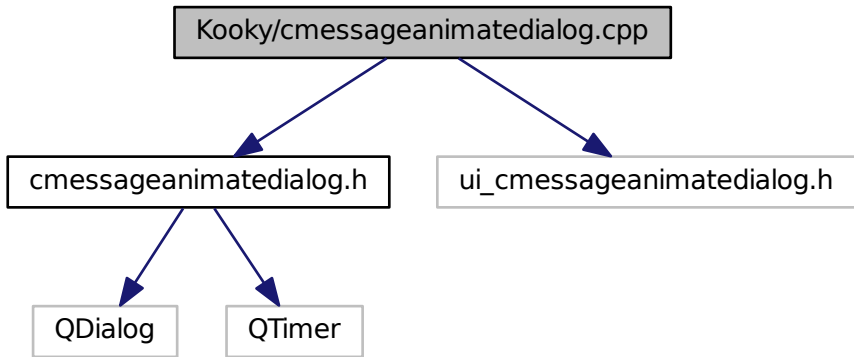 Kooky/cmessageanimatedialog.cpp
cmessageanimatedialog.h
ui_cmessageanimatedialog.h
QDialog
QTimer